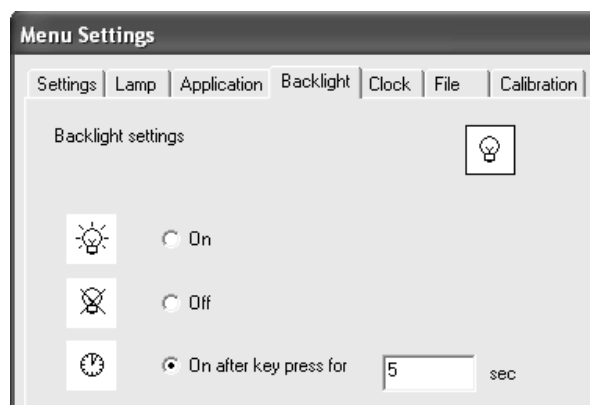 Menu Settings
Settings Lamp Application Backlight Clock File Calibration
Backlight settings
On
Off
On after key press for 5 sec